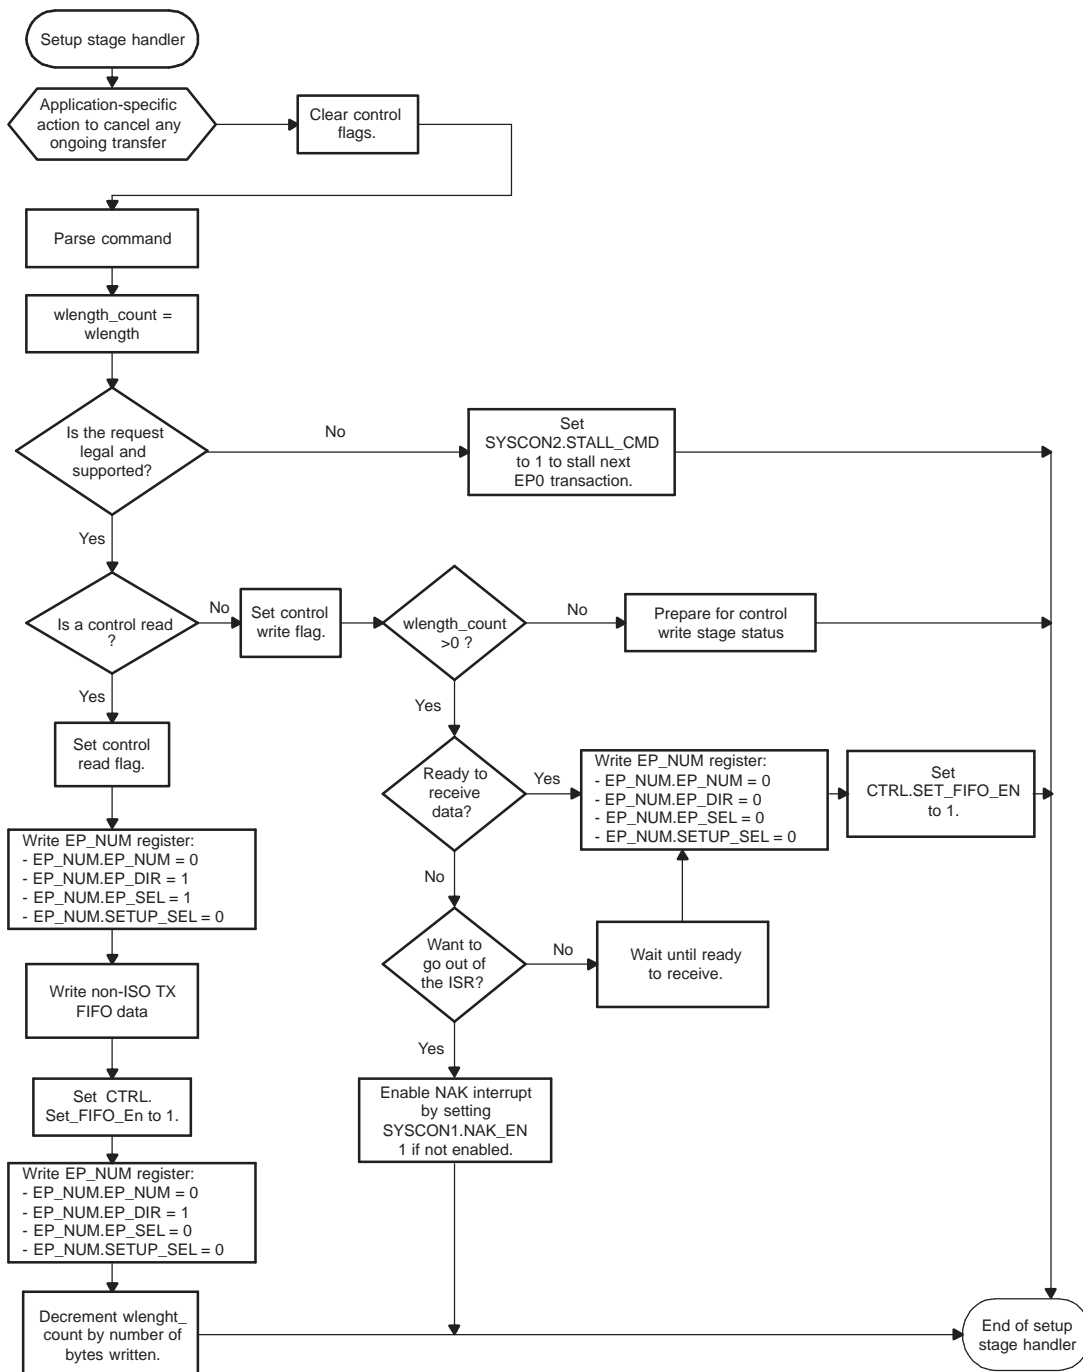 Setup stage handler
Application-specific
action to cancel any
ongoing transfer
Clear control
flags.
Parse command
wlength_count =
wlength
Is the request
legal and
supported?
No
Set
SYSCON2.STALL_CMD
to 1 to stall next
EP0 transaction.
Yes
Is a control read
?
No
Set control
write flag.
wlength_count
>0 ?
No
Prepare for control
write stage status
Yes
Set control
read flag.
Yes
Ready to
receive
data?
Yes
Write EP_NUM register:
- EP_NUM.EP_NUM = 0
- EP_NUM.EP_DIR = 0
- EP_NUM.EP_SEL = 0
- EP_NUM.SETUP_SEL = 0
Set
CTRL.SET_FIFO_EN
to 1.
Write EP_NUM register:
- EP_NUM.EP_NUM = 0
- EP_NUM.EP_DIR = 1
- EP_NUM.EP_SEL = 1
- EP_NUM.SETUP_SEL = 0
No
Want to
go out of
the ISR?
No
Wait until ready
to receive.
Write non-ISO TX
FIFO data
Yes
Set CTRL.
Set_FIFO_En to 1.
Enable NAK interrupt
by setting
SYSCON1.NAK_EN
1 if not enabled.
Write EP_NUM register:
- EP_NUM.EP_NUM = 0
- EP_NUM.EP_DIR = 1
- EP_NUM.EP_SEL = 0
- EP_NUM.SETUP_SEL = 0
Decrement wlenght_
count by number of
bytes written.
End of setup
stage handler